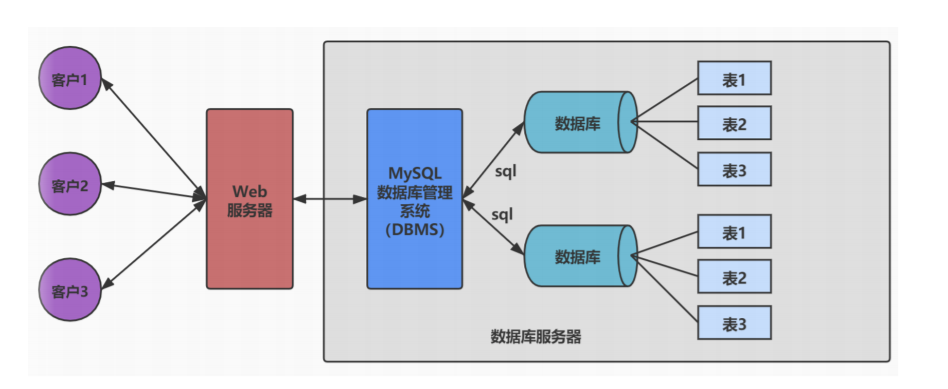 客户1
客户2
客户3
Web
服务器
MySQL
数据库管理
系统
（DBMS）
sql
sql
数据库
表1
表2
表3
数据库
表1
表2
表3
数据库服务器